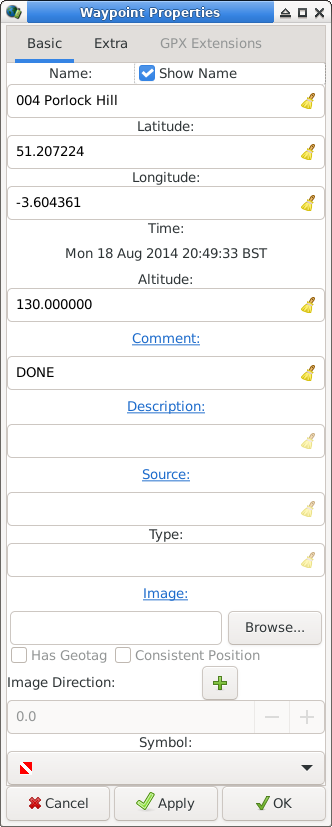 Waypoint Properties
Basic Extra GPX Extensions
Name: Show Name
004 Porlock Hill
Latitude:
51.207224
Longitude:
-3.604361
Time:
Mon 18 Aug 2014 20:49:33 BST
Altitude:
130.000000
Comment:
DONE
Description:
Source:
Type:
Image:
Browse...
Has Geotag Consistent Position
Image Direction:
0.0
Symbol:
Cancel Apply OK